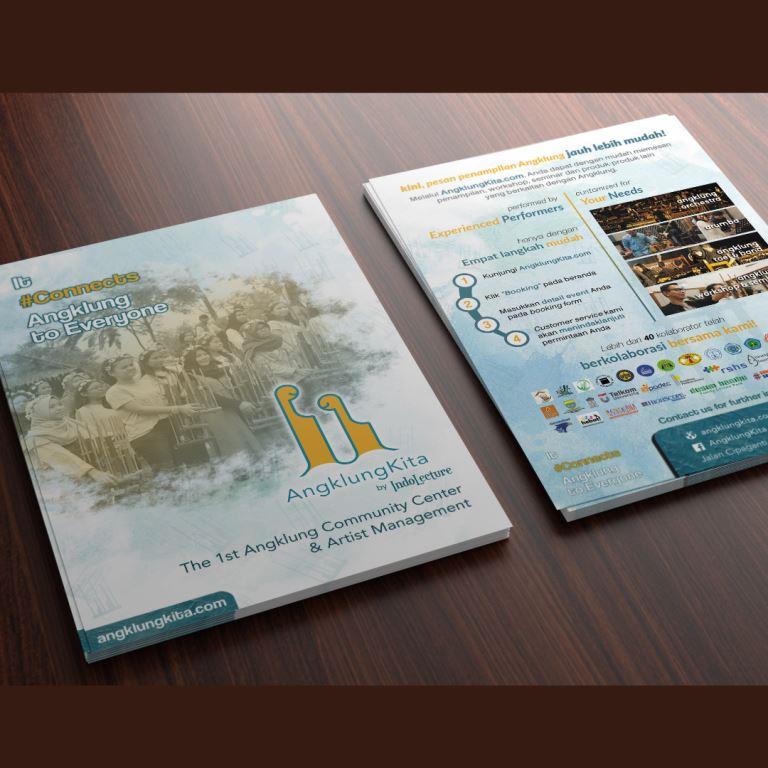 #Connects
Angklung
to Everyone
AngklungKita
by IndoLecture
The 1st Angklung Community Center
& Artist Management
angklungkita.com
kini, pesan penampilan Angklung jauh lebih mudah!
Melalui AngklungKita.com, Anda dapat dengan mudah memesan
penampilan, workshop, seminar dan produk produk lain
yang berkaitan dengan Angklung.
performed by
Experienced Performers
customized for
Your Needs
hanya dengan
Empat langkah mudah
1 Kunjungi AngklungKita.com
2 Klik "Booking" pada beranda
3 Masukkan detail event Anda
pada booking form
4 Customer service kami
akan menindaklanjuti
permintaan Anda
angklung
orchestra
arumba
angklung
workshop &
Lebih dari 40 kolaborator telah
berkolaborasi bersama kami!
Telkom
rshs
Contact us for further
angklungkita.co
AngklungKita
Jalan Cipaganti
#Connects
Angklung
to Everyone